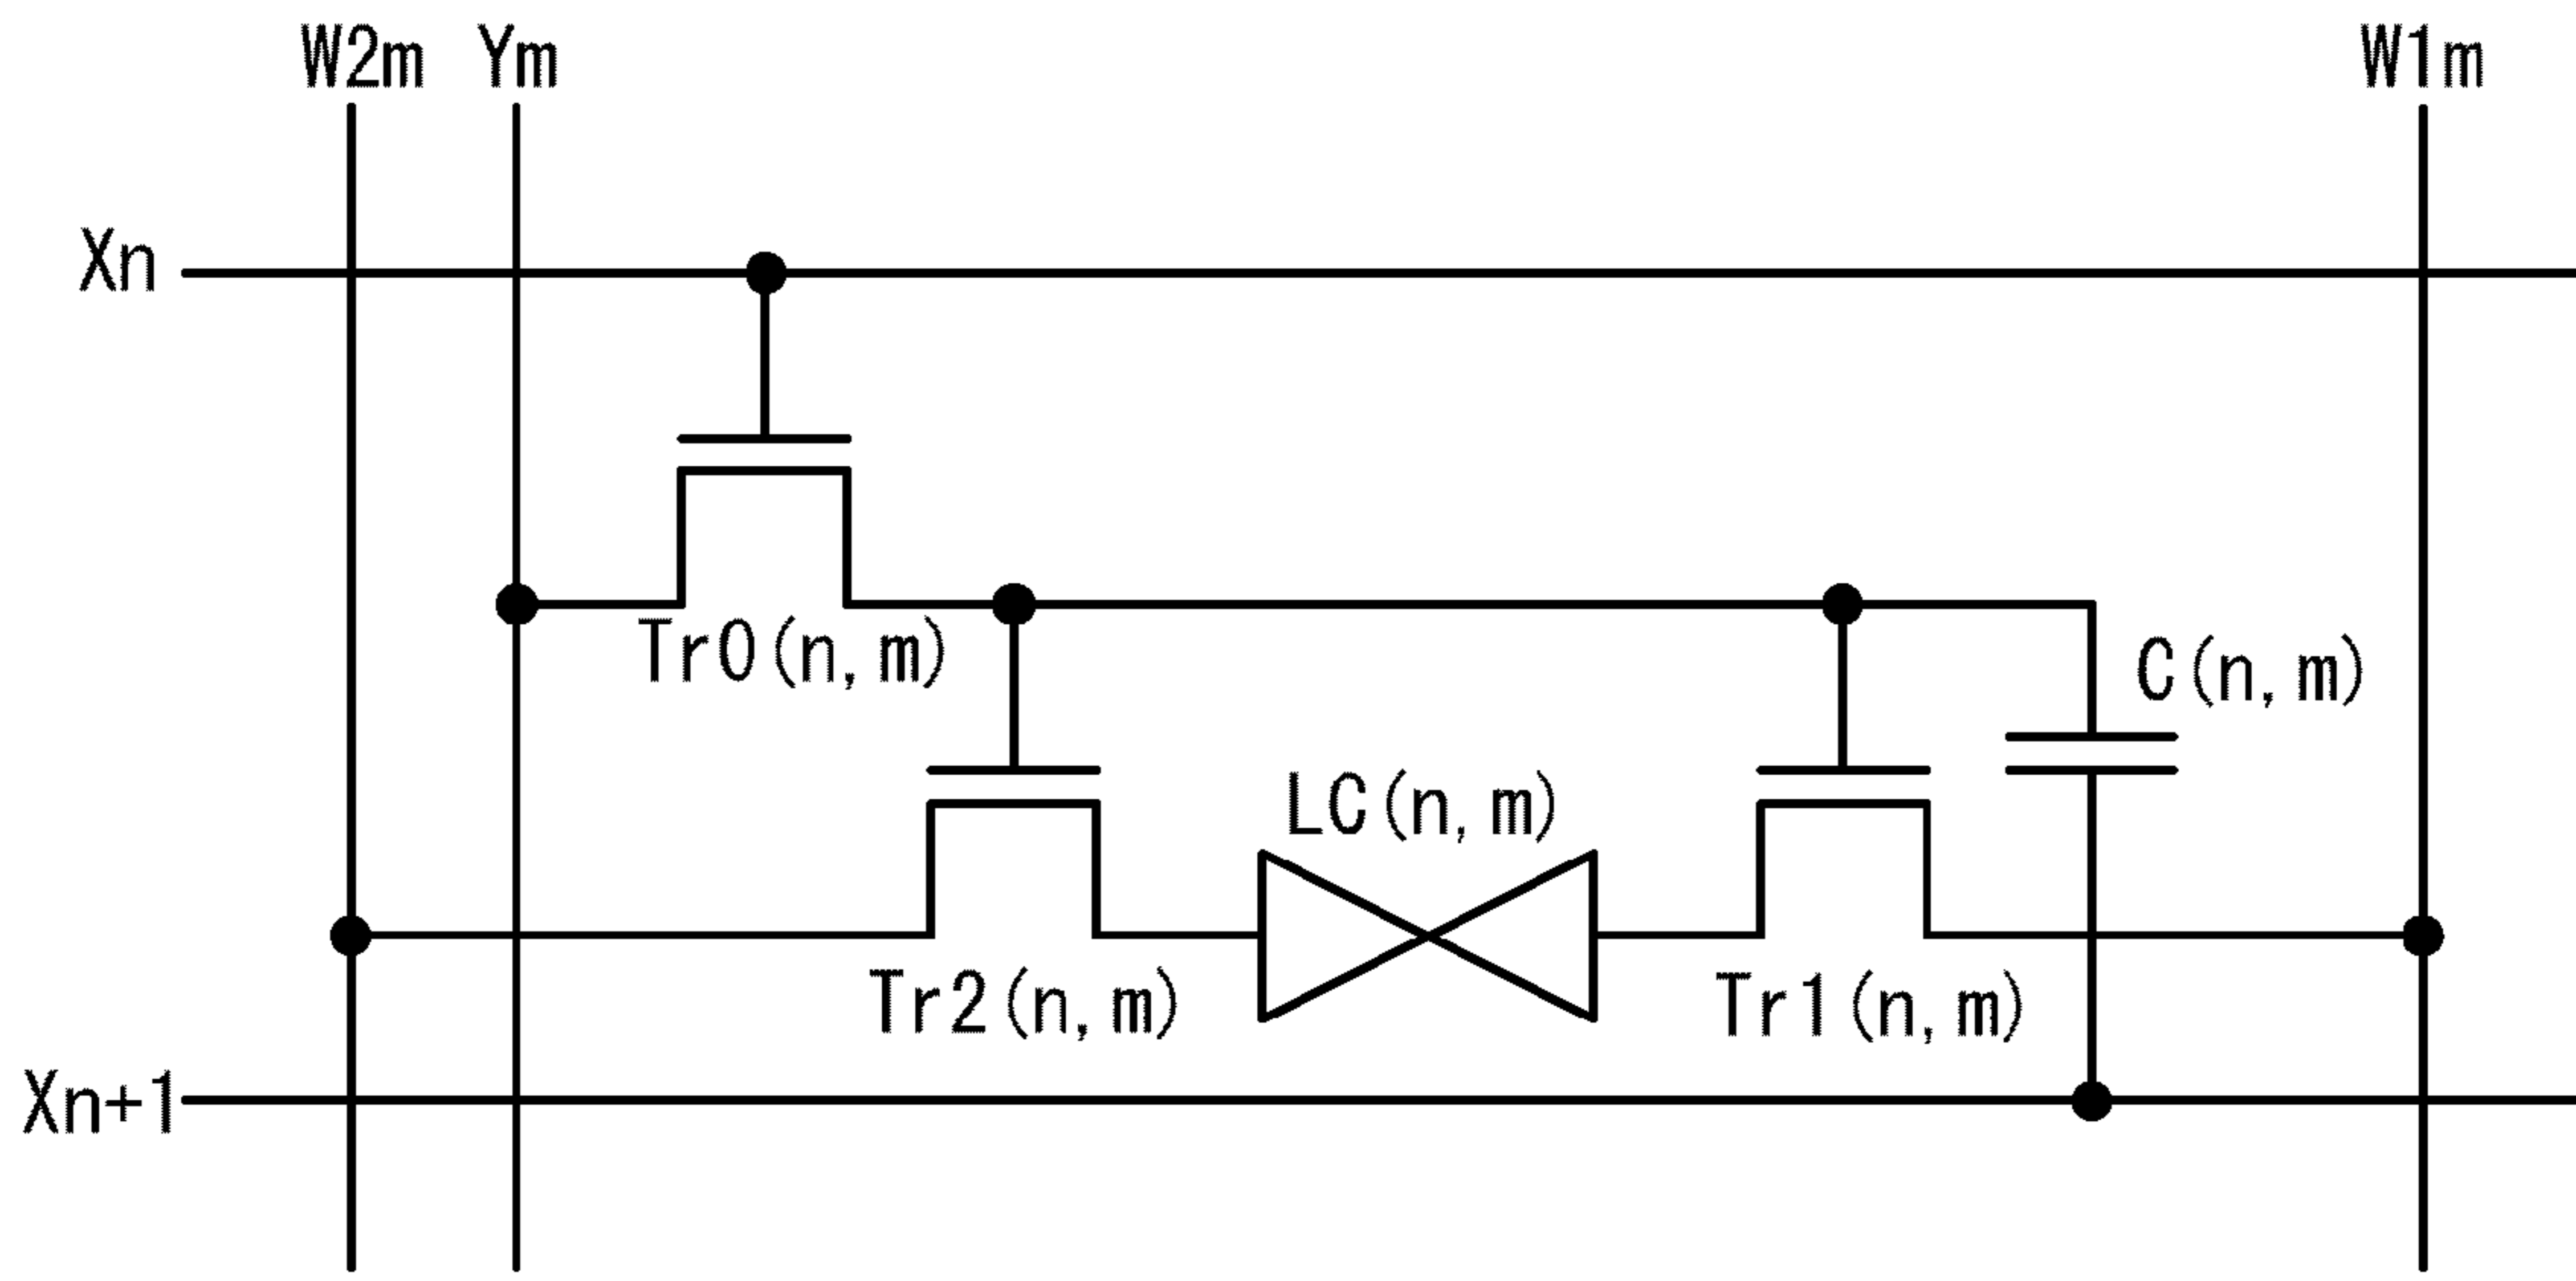 W2m Ym W1m
Xn
Tr0(n,m)
C(n,m)
LC(n,m)
Tr2(n,m)
Tr1(n,m)
Xn+1